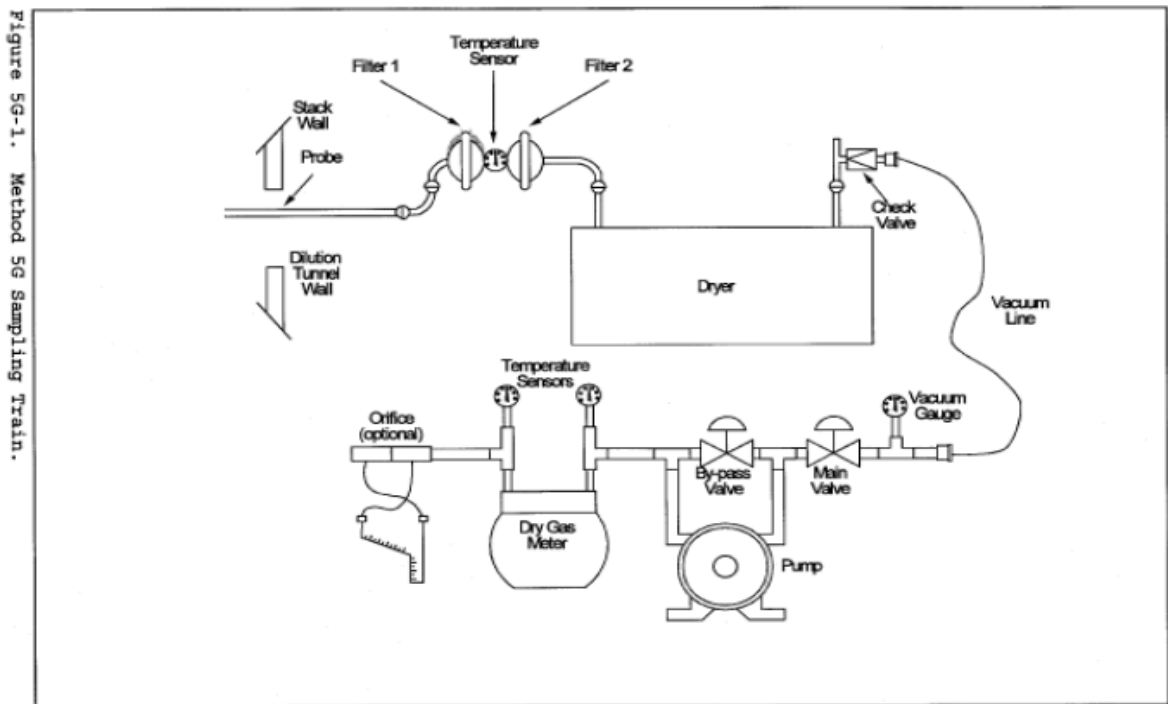 Figure 5G-1. Method 5G Sampling Train.
Temperature
Sensor
Filter 1
Filter 2
Stack
Wall
Probe
Check
Valve
Dilution
Tunnel
Wall
Dryer
Vacuum
Line
Temperature
Sensors
Vacuum
Gauge
Orifice
(optional)
By-pass
Valve
Main
Valve
Dry Gas
Meter
Pump